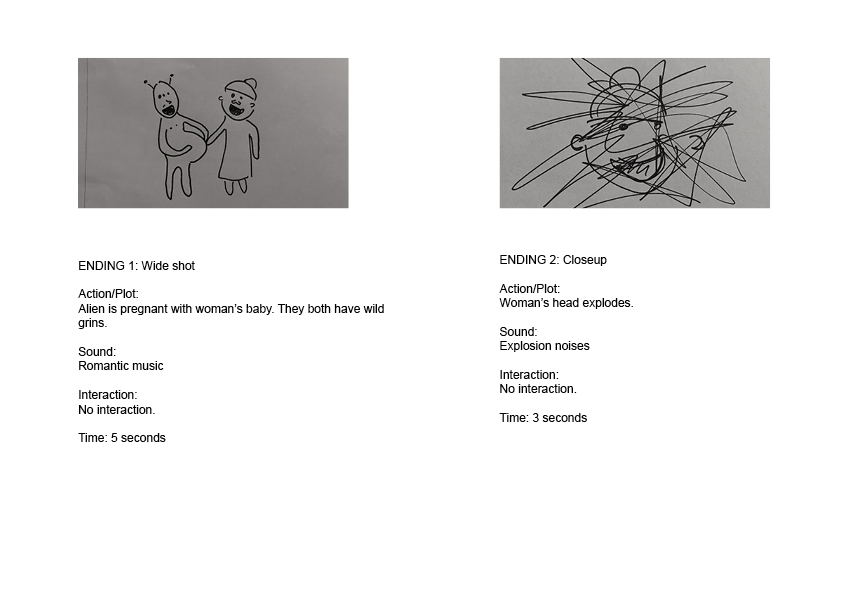 ENDING 1: Wide shot
Action/Plot:
Alien is pregnant with woman's baby. They both have wild
grins.
Sound:
Romantic music
Interaction:
No interaction.
Time: 5 seconds
ENDING 2: Closeup
Action/Plot:
Woman's head explodes.
Sound:
Explosion noises
Interaction:
No interaction.
Time: 3 seconds